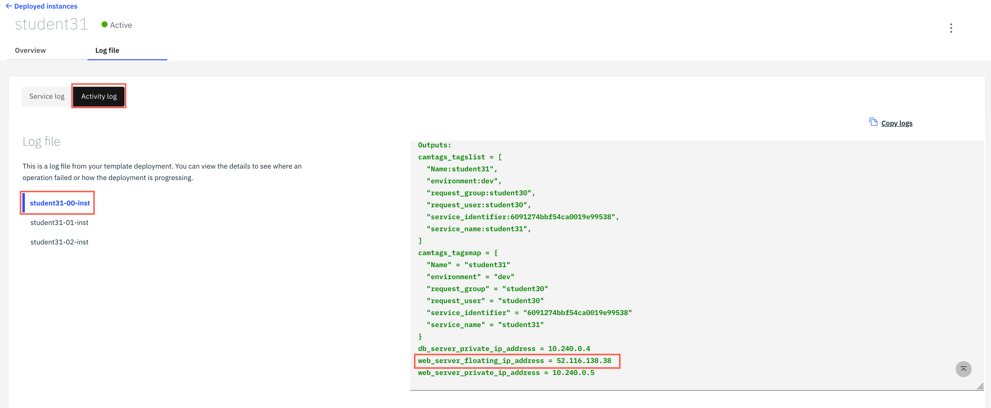 ← Deployed instances
student31 Active
Overview Log file
Service log Activity log
Copy logs
Log file
This is a log file from your template deployment. You can view the details to see where an
operation failed or how the deployment is progressing.
student31-00-inst
student31-01-inst
student31-02-inst
Outputs:
camtags_tagslist = [
"Name:student31",
"environment:dev",
"request_group:student30",
"request_user:student30",
"service_identifier:6091274bbf54ca0019e99538",
"service_name:student31",
]
camtags_tagsmap = {
"Name" = "student31"
"environment" = "dev"
"request_group" = "student30"
"request_user" = "student30"
"service_identifier" = "6091274bbf54ca0019e99538"
"service_name" = "student31"
}
db_server_private_ip_address = 10.240.0.4
web_server_floating_ip_address = 52.116.138.38
web_server_private_ip_address = 10.240.0.5